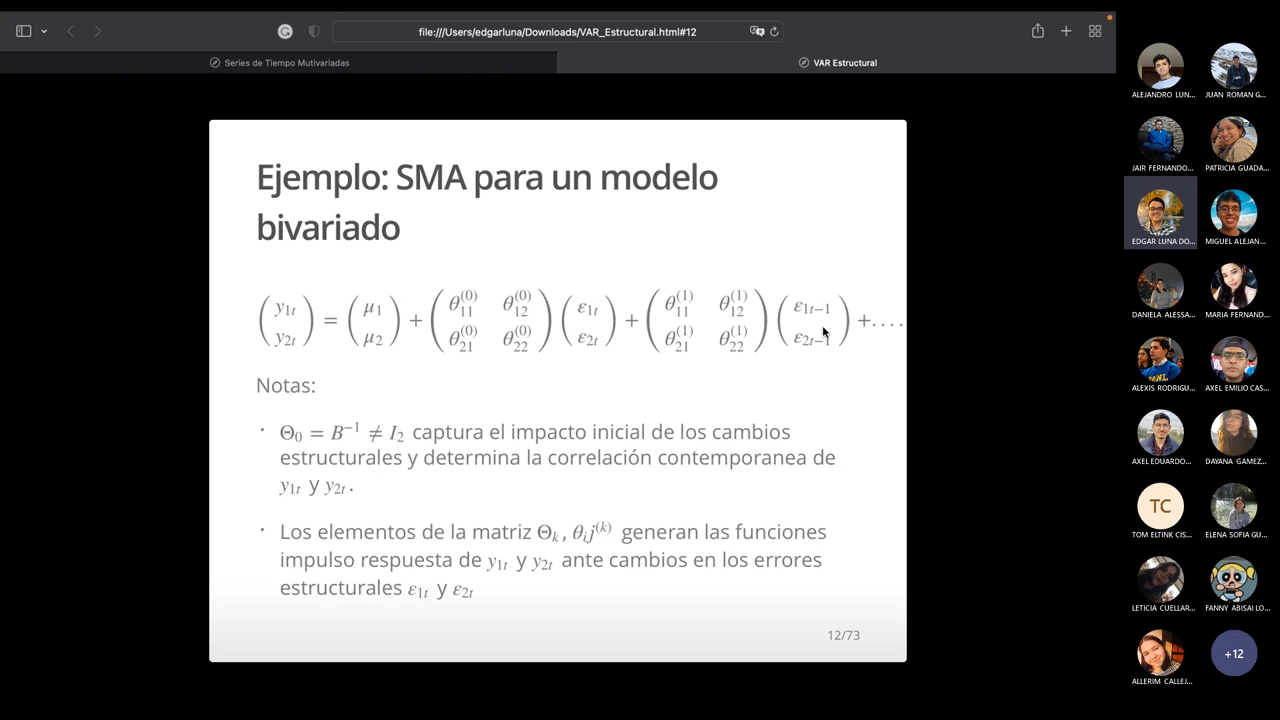 file:///Users/edgarluna/Downloads/VAR_Estructural.html#12
Series de Tiempo Mutivariadas
VAR Estructural
Ejemplo: SMA para un modelo
bivariado
(y₁ₜ y₂ₜ) = (μ₁ μ₂) + (θ₁₁⁽⁰⁾ θ₁₂⁽⁰⁾ θ₂₁⁽⁰⁾ θ₂₂⁽⁰⁾) (ε₁ₜ ε₂ₜ) + (θ₁₁⁽¹⁾ θ₁₂⁽¹⁾ θ₂₁⁽¹⁾ θ₂₂⁽¹⁾) (ε₁ₜ₋₁ ε₂ₜ₋₁) +....
Notas:
· Θ₀ = B⁻¹ ≠ I₂ captura el impacto inicial de los cambios
estructurales y determina la correlación contemporanea de
y₁ₜ y y₂ₜ.
· Los elementos de la matriz Θₖ, θᵢj⁽ᵏ⁾ generan las funciones
impulso respuesta de y₁ₜ y y₂ₜ ante cambios en los errores
estructurales ε₁ₜ y ε₂ₜ
12/73
ALEJANDRO LUN...
JUAN ROMAN G...
JAIR FERNANDO...
PATRICIA GUADA...
EDGAR LUNA DO...
MIGUEL ALEJAN...
DANIELA ALESSA...
MARIA FERNAND...
ALEXIS RODRIGU...
AXEL EMILIO CAS...
AXEL EDUARDO...
DAYANA GAMEZ...
TC
TOM ELTINK CIS...
ELENA SOFIA GU...
LETICIA CUELLAR...
FANNY ABISAI LO...
ALLERIM CALLEJ...
+12